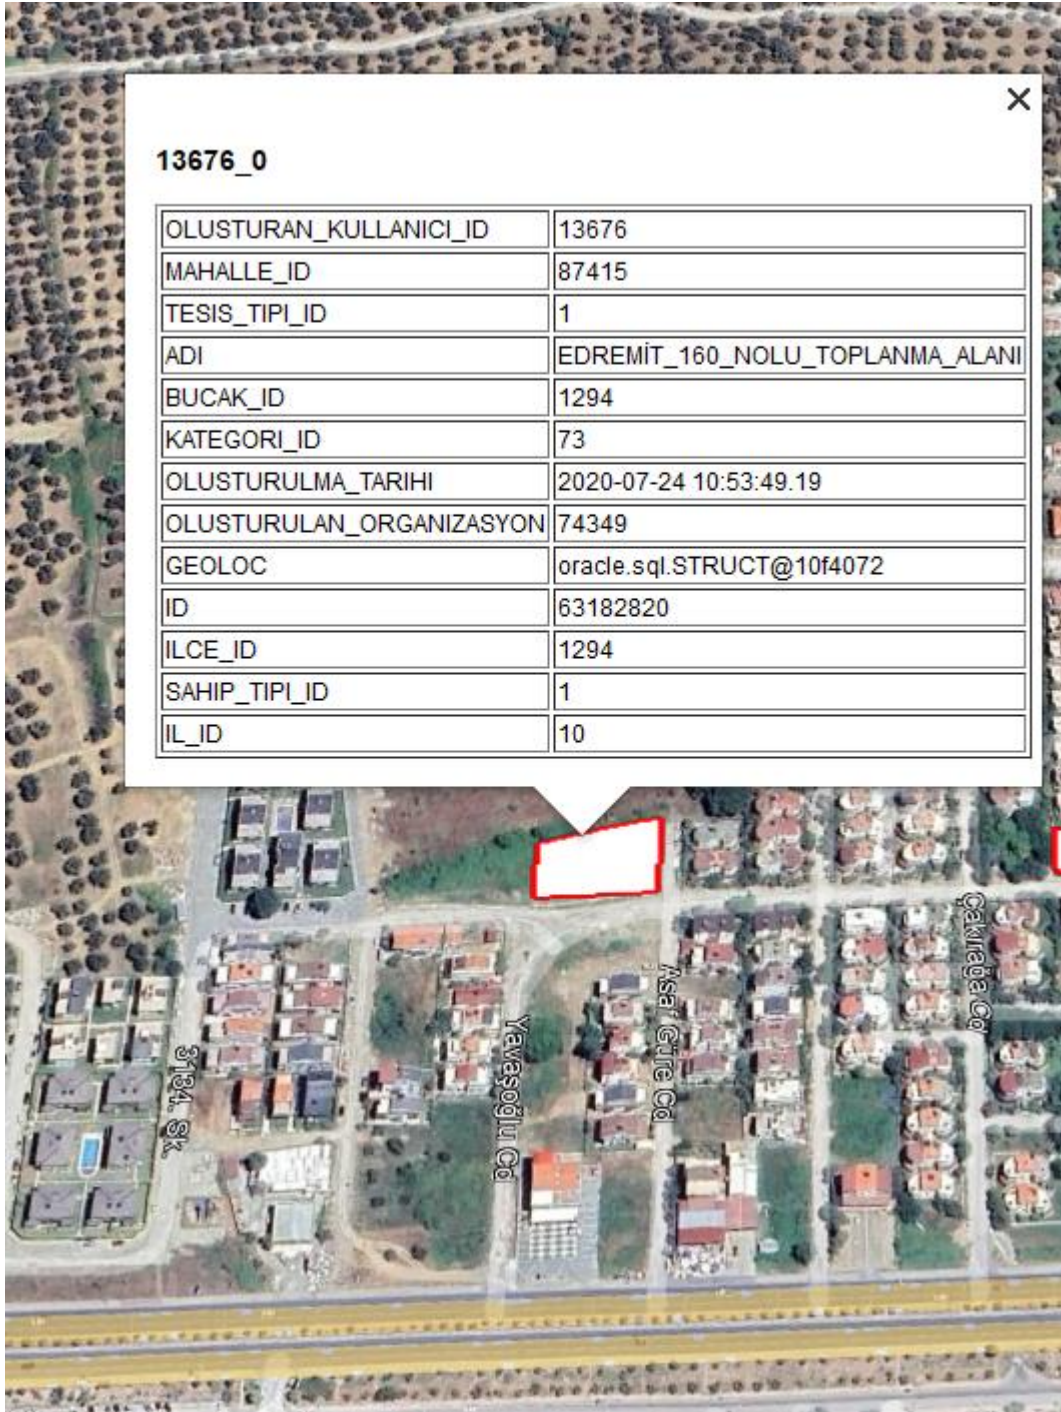 13676_0
OLUSTURAN_KULLANICI_ID 13676
MAHALLE_ID 87415
TESIS_TIPI_ID 1
ADI EDREMİT_160_NOLU_TOPLANMA_ALANI
BUCAK_ID 1294
KATEGORI_ID 73
OLUSTURULMA_TARIHI 2020-07-24 10:53:49.19
OLUSTURULAN_ORGANIZASYON 74349
GEOLOC oracle.sql.STRUCT@10f4072
ID 63182820
ILCE_ID 1294
SAHIP_TIPI_ID 1
IL_ID 10
3134. Sk.
Yavaşoğlu Cd
Asaf Güre Cd
Çakırağa Cd